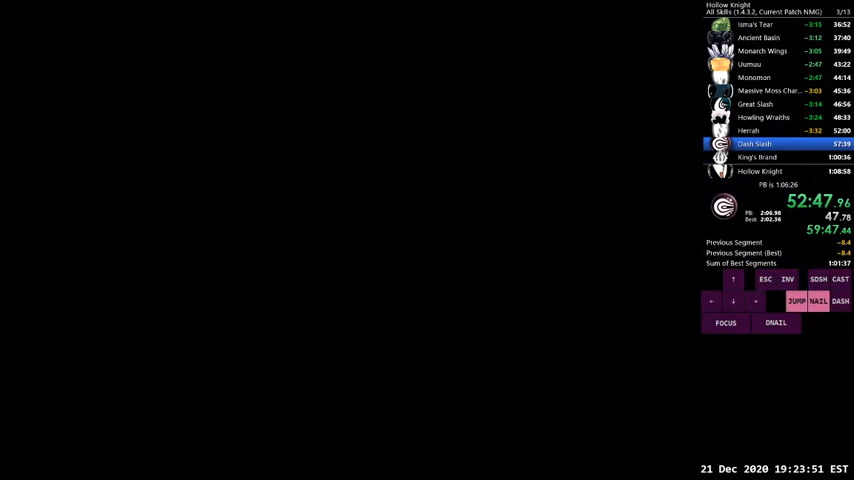 Hollow Knight
All Skills (1.4.3.2, Current Patch NMG) 3/13
Isma's Tear −3:15 36:52
Ancient Basin −3:12 37:40
Monarch Wings −3:05 39:49
Uumuu −2:47 43:22
Monomon −2:47 44:14
Massive Moss Char... −3:03 45:36
Great Slash −3:14 46:56
Howling Wraiths −3:24 48:33
Herrah −3:32 52:00
Dash Slash 57:39
King's Brand 1:00:36
Hollow Knight 1:08:58
PB is 1:06:26
52:47.96
PB: 2:06.98
Best: 2:02.36
47.78
59:47.44
Previous Segment −8.4
Previous Segment (Best) −8.4
Sum of Best Segments 1:01:37
↑ ESC INV SDSH CAST
← ↓ → JUMP NAIL DASH
FOCUS DNAIL
21 Dec 2020 19:23:51 EST